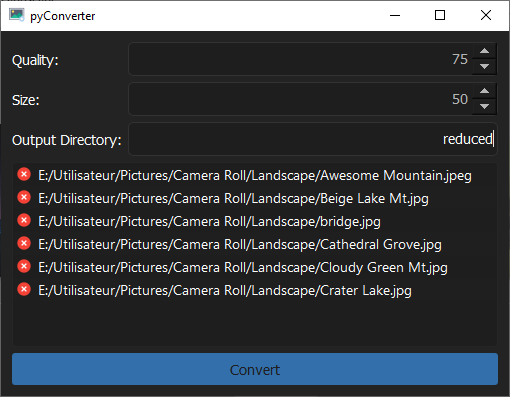 pyConverter
Quality: 75
Size: 50
Output Directory: reduced
E:/Utilisateur/Pictures/Camera Roll/Landscape/Awesome Mountain.jpeg
E:/Utilisateur/Pictures/Camera Roll/Landscape/Beige Lake Mt.jpg
E:/Utilisateur/Pictures/Camera Roll/Landscape/bridge.jpg
E:/Utilisateur/Pictures/Camera Roll/Landscape/Cathedral Grove.jpg
E:/Utilisateur/Pictures/Camera Roll/Landscape/Cloudy Green Mt.jpg
E:/Utilisateur/Pictures/Camera Roll/Landscape/Crater Lake.jpg
Convert